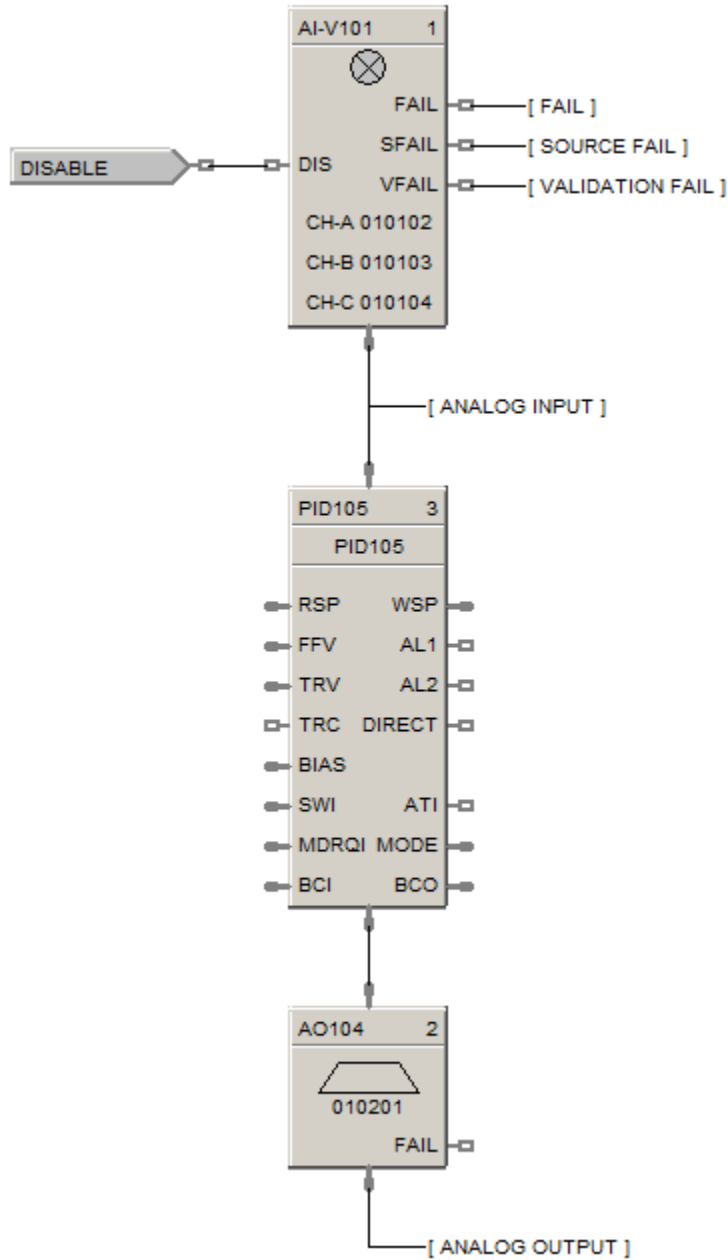 AI-V101 1
FAIL [ FAIL ]
SFAIL [ SOURCE FAIL ]
DISABLE DIS
VFAIL [ VALIDATION FAIL ]
CH-A 010102
CH-B 010103
CH-C 010104
[ ANALOG INPUT ]
PID105 3
PID105
RSP WSP
FFV AL1
TRV AL2
TRC DIRECT
BIAS
SWI ATI
MDRQI MODE
BCI BCO
AO104 2
010201
FAIL
[ ANALOG OUTPUT ]